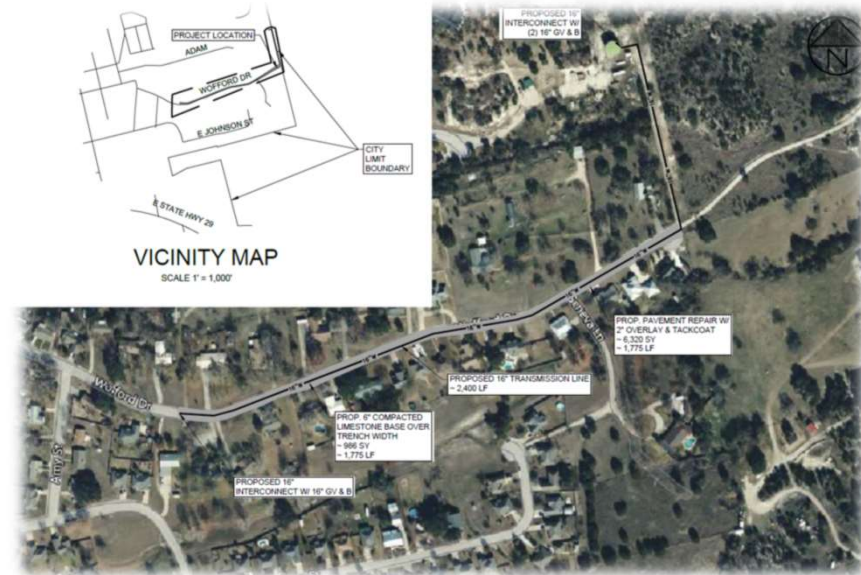 PROJECT LOCATION
ADAM
WOFFORD DR
E JOHNSON ST
CITY
LIMIT
BOUNDARY
E STATE HWY 29
VICINITY MAP
SCALE 1' = 1,000'
PROPOSED 16"
INTERCONNECT W/
(2) 16" GV & B
N
PROP. PAVEMENT REPAIR W/
2" OVERLAY & TACKCOAT
~ 6,320 SY
~ 1,775 LF
PROPOSED 16" TRANSMISSION LINE
~ 2,400 LF
Wofford Dr
Amy St
PROP. 6" COMPACTED
LIMESTONE BASE OVER
TRENCH WIDTH
~ 986 SY
~ 1,775 LF
PROPOSED 16"
INTERCONNECT W/ 16" GV & B